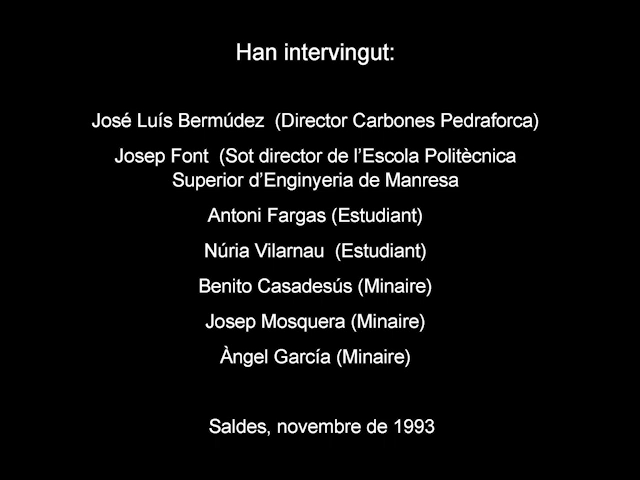 Han intervingut:
José Luís Bermúdez  (Director Carbones Pedraforca)
Josep Font  (Sot director de l’Escola Politècnica
Superior d’Enginyeria de Manresa
Antoni Fargas (Estudiant)
Núria Vilarnau  (Estudiant)
Benito Casadesús (Minaire)
Josep Mosquera (Minaire)
Àngel García (Minaire)
Saldes, novembre de 1993